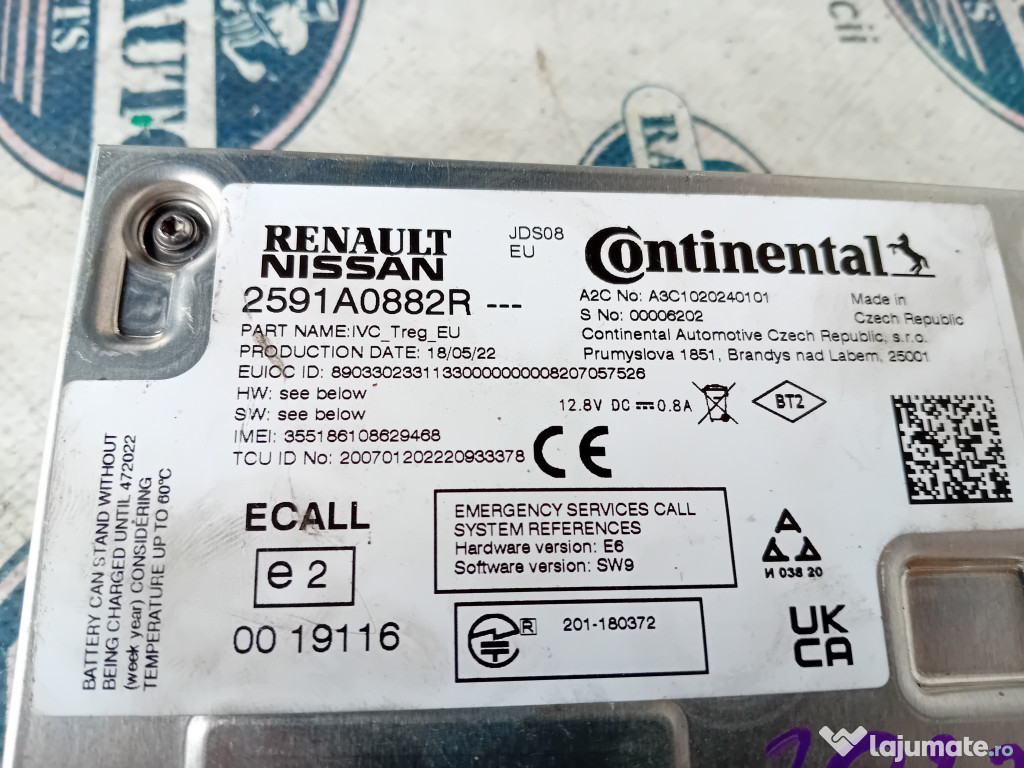 RENAULT
NISSAN
JDS08
EU
Continental
2591A0882R ---
PART NAME:IVC_Treg_EU
PRODUCTION DATE: 18/05/22
EUICC ID: 89033023311330000000008207057526
HW: see below
SW: see below
IMEI: 355186108629468
TCU ID No: 200701202220933378
A2C No: A3C1020240101
S No: 00006202
Continental Automotive Czech Republic, s.r.o.
Prumyslova 1851, Brandys nad Labem, 25001
Made in
Czech Republic
12.8V DC 0.8A
BT2
CE
BATTERY CAN STAND WITHOUT
BEING CHARGED UNTIL 472022
(week year) CONSIDERING
TEMPERATURE UP TO 60°C
ECALL
e2
00 19116
EMERGENCY SERVICES CALL
SYSTEM REFERENCES
Hardware version: E6
Software version: SW9
R
201-180372
И 038 20
UK
CA
lajumate.ro